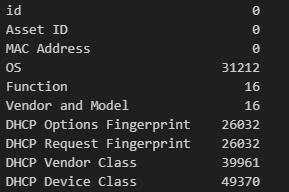 id 0
Asset ID 0
MAC Address 0
OS 31212
Function 16
Vendor and Model 16
DHCP Options Fingerprint 26032
DHCP Request Fingerprint 26032
DHCP Vendor Class 39961
DHCP Device Class 49370